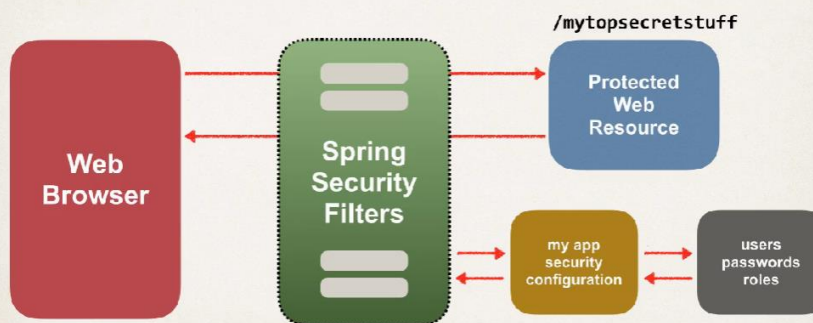 /mytopsecretstuff
Web
Browser
Spring
Security
Filters
Protected
Web
Resource
my app
security
configuration
users
passwords
roles